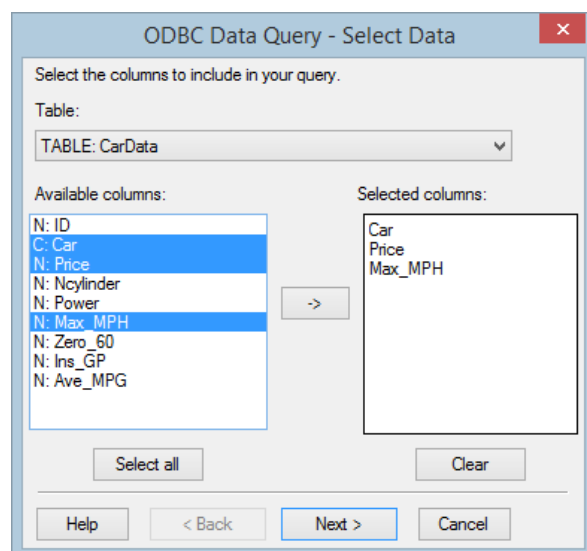 ODBC Data Query - Select Data
Select the columns to include in your query.
Table:
TABLE: CarData
Available columns:
N: ID
C: Car
N: Price
N: Ncylinder
N: Power
N: Max_MPH
N: Zero_60
N: Ins_GP
N: Ave_MPG
->
Selected columns:
Car
Price
Max_MPH
Select all
Clear
Help
< Back
Next >
Cancel